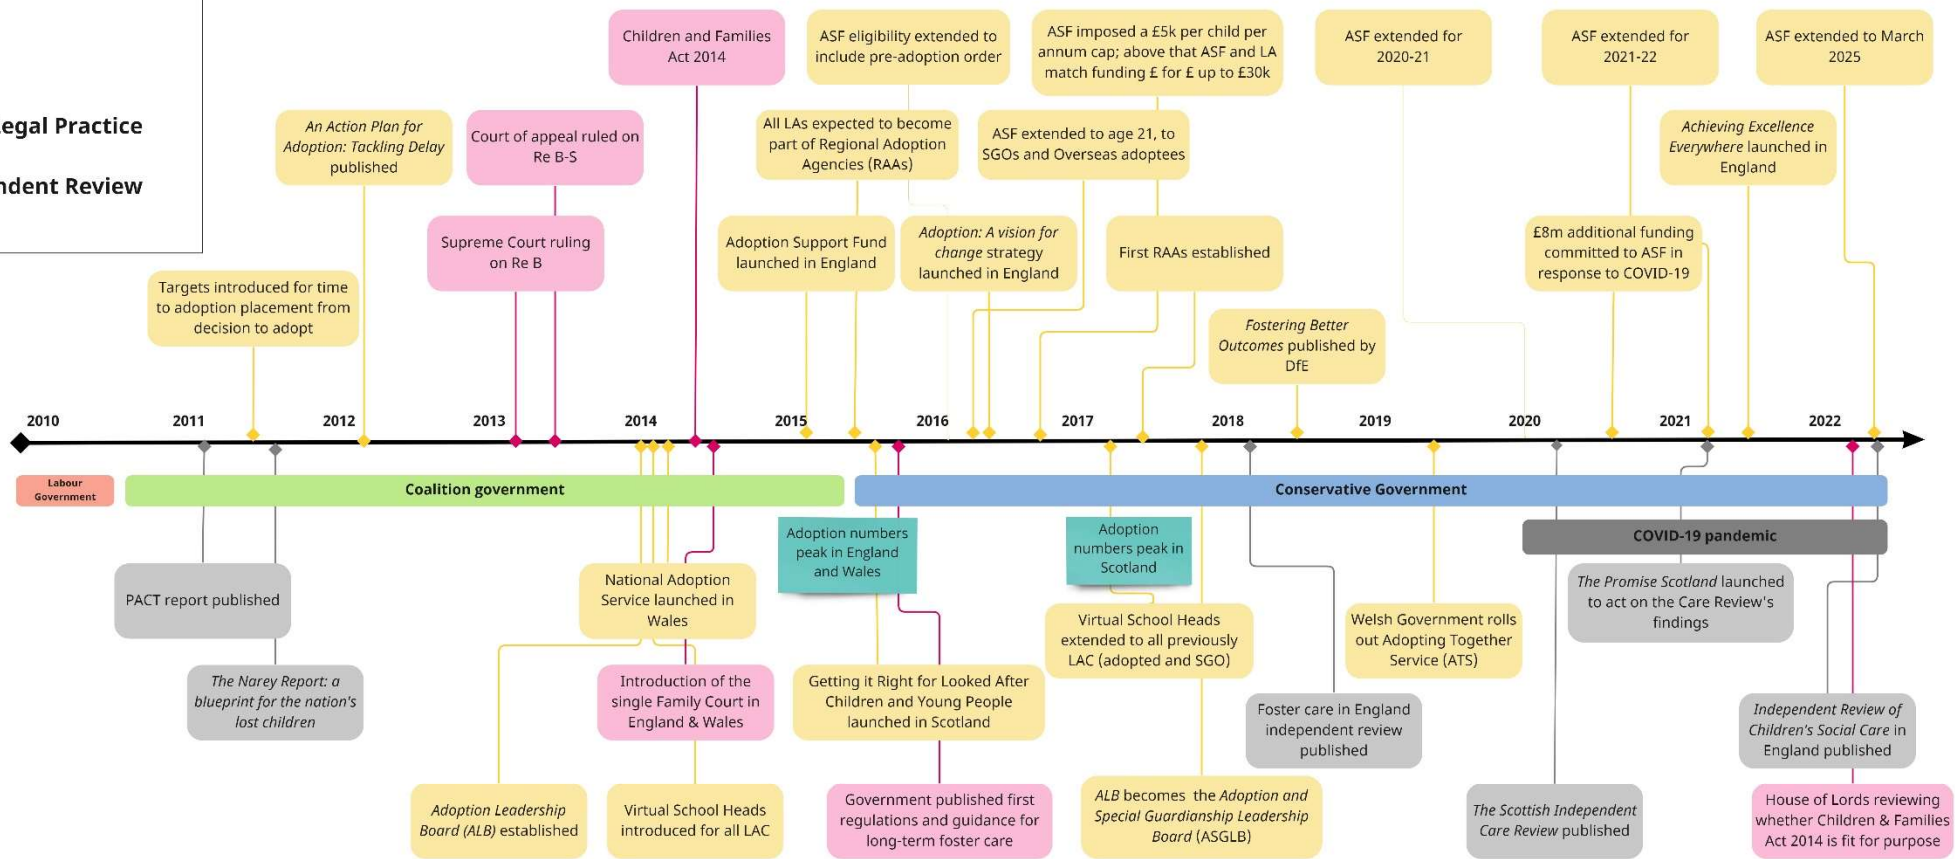 Legal Practice
ndent Review
Children and Families
Act 2014
ASF eligibility extended to
include pre-adoption order
ASF imposed a £5k per child per
annum cap; above that ASF and LA
match funding £ for £ up to £30k
ASF extended for
2020-21
ASF extended for
2021-22
ASF extended to March
2025
An Action Plan for
Adoption: Tackling Delay
published
Court of appeal ruled on
Re B-S
All LAs expected to become
part of Regional Adoption
Agencies (RAAs)
ASF extended to age 21, to
SGOs and Overseas adoptees
Achieving Excellence
Everywhere launched in
England
Targets introduced for time
to adoption placement from
decision to adopt
Supreme Court ruling
on Re B
Adoption Support Fund
launched in England
Adoption: A vision for
change strategy
launched in England
First RAAs established
£8m additional funding
committed to ASF in
response to COVID-19
Fostering Better
Outcomes published by
DfE
2010
2011
2012
2013
2014
2015
2016
2017
2018
2019
2020
2021
2022
Labour
Government
Coalition government
Conservative Government
COVID-19 pandemic
Adoption numbers
peak in England
and Wales
Adoption
numbers peak in
Scotland
PACT report published
National Adoption
Service launched in
Wales
Virtual School Heads
extended to all previously
LAC (adopted and SGO)
Welsh Government rolls
out Adopting Together
Service (ATS)
The Promise Scotland launched
to act on the Care Review's
findings
The Narey Report: a
blueprint for the nation's
lost children
Introduction of the
single Family Court in
England & Wales
Getting it Right for Looked After
Children and Young People
launched in Scotland
Foster care in England
independent review
published
Independent Review of
Children's Social Care in
England published
Adoption Leadership
Board (ALB) established
Virtual School Heads
introduced for all LAC
Government published first
regulations and guidance for
long-term foster care
ALB becomes the Adoption and
Special Guardianship Leadership
Board (ASGLB)
The Scottish Independent
Care Review published
House of Lords reviewing
whether Children & Families
Act 2014 is fit for purpose